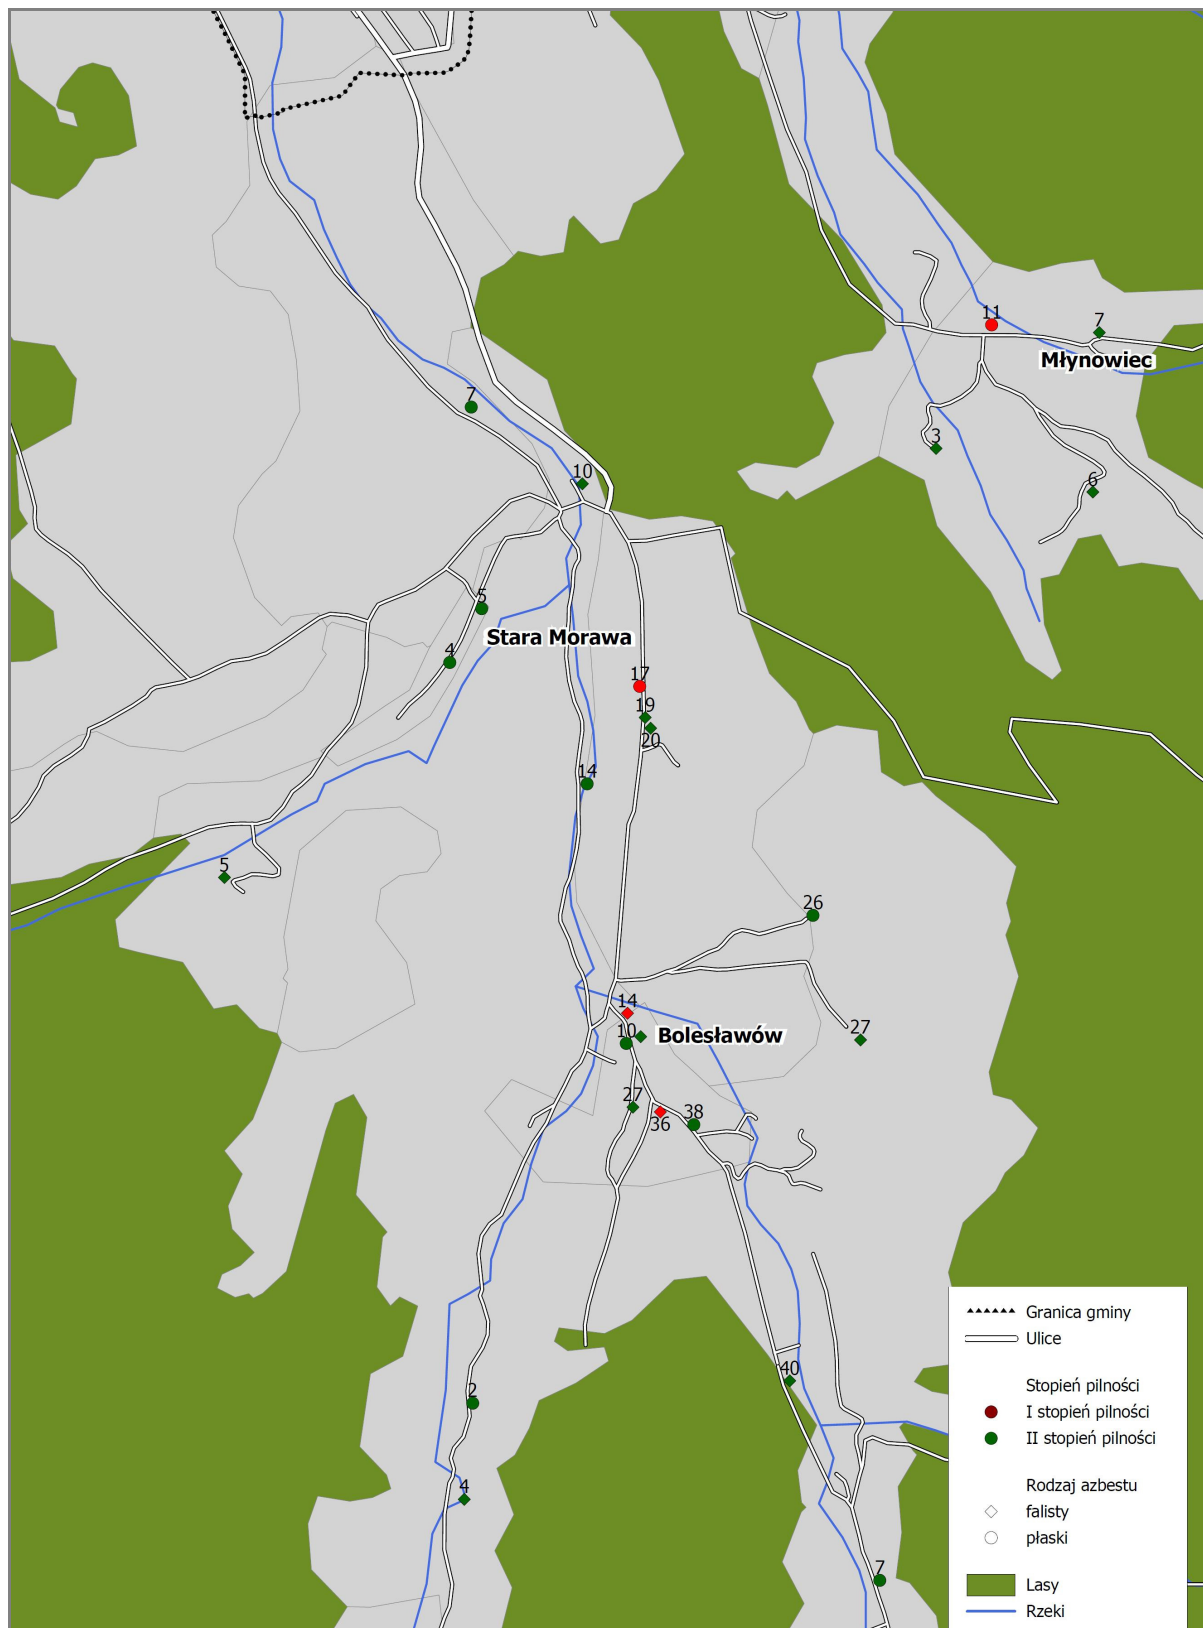 11
7
Młynowiec
7
3
10
6
5
Stara Morawa
4
17
19
20
14
5
26
14
10
Bolesławów
27
27
36
38
40
2
4
7
Granica gminy
Ulice
Stopień pilności
I stopień pilności
II stopień pilności
Rodzaj azbestu
falisty
płaski
Lasy
Rzeki